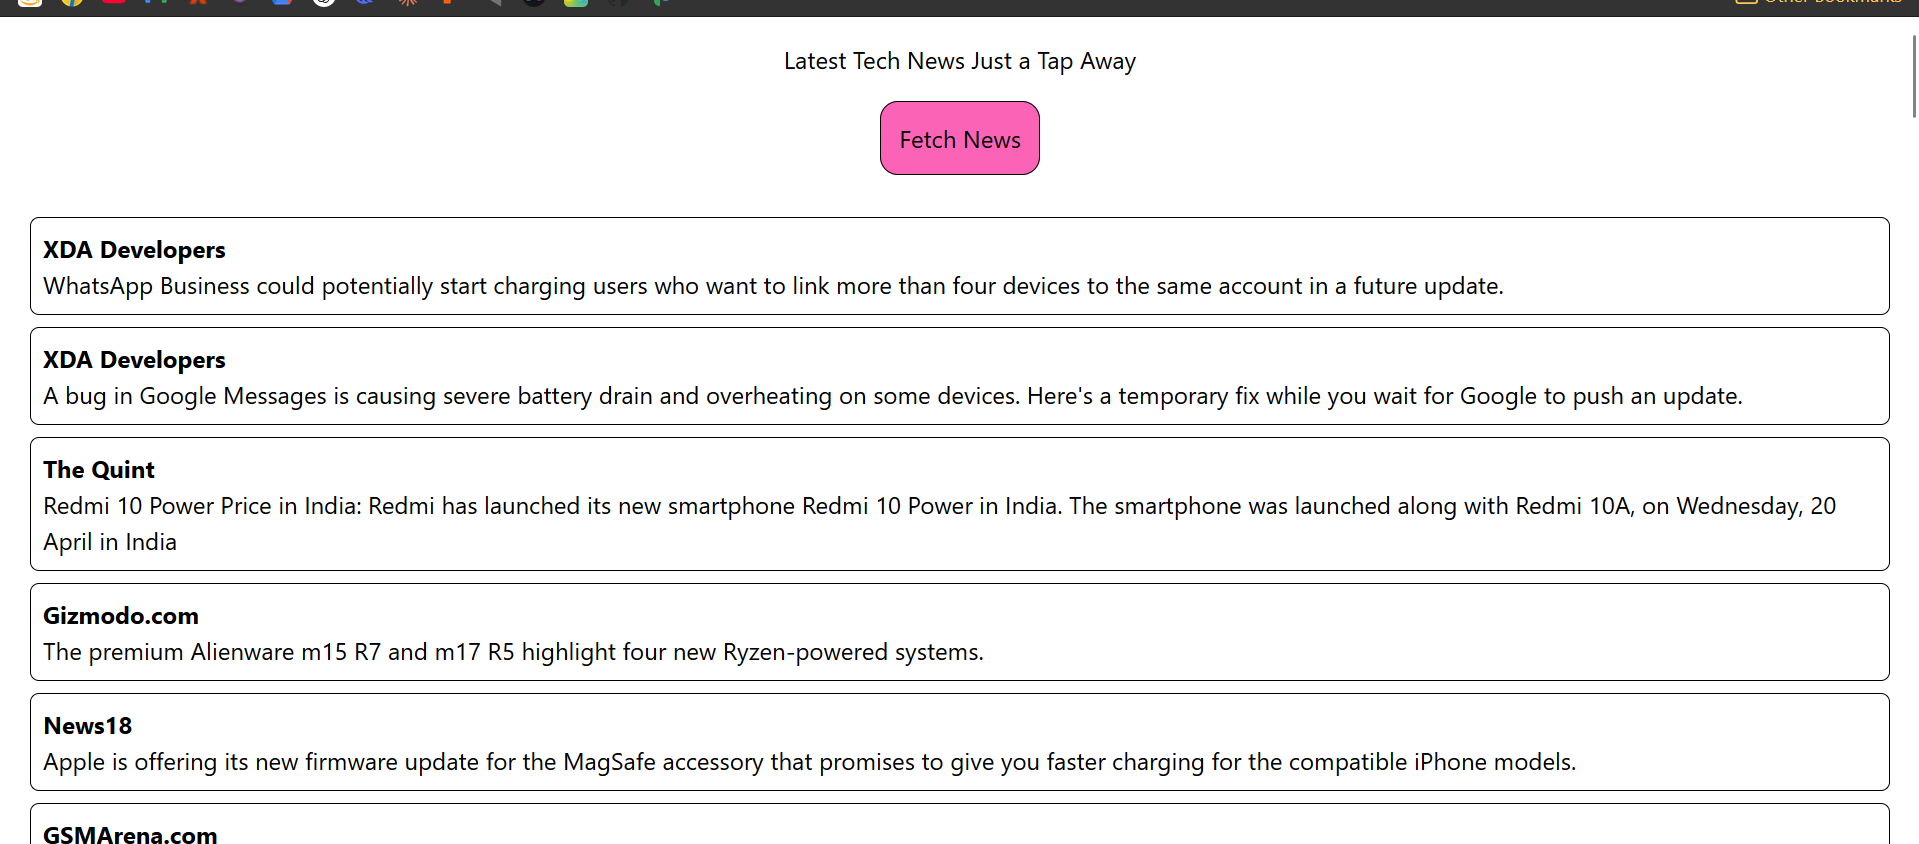 Latest Tech News Just a Tap Away
Fetch News
XDA Developers
WhatsApp Business could potentially start charging users who want to link more than four devices to the same account in a future update.
XDA Developers
A bug in Google Messages is causing severe battery drain and overheating on some devices. Here's a temporary fix while you wait for Google to push an update.
The Quint
Redmi 10 Power Price in India: Redmi has launched its new smartphone Redmi 10 Power in India. The smartphone was launched along with Redmi 10A, on Wednesday, 20
April in India
Gizmodo.com
The premium Alienware m15 R7 and m17 R5 highlight four new Ryzen-powered systems.
News18
Apple is offering its new firmware update for the MagSafe accessory that promises to give you faster charging for the compatible iPhone models.
GSMArena.com